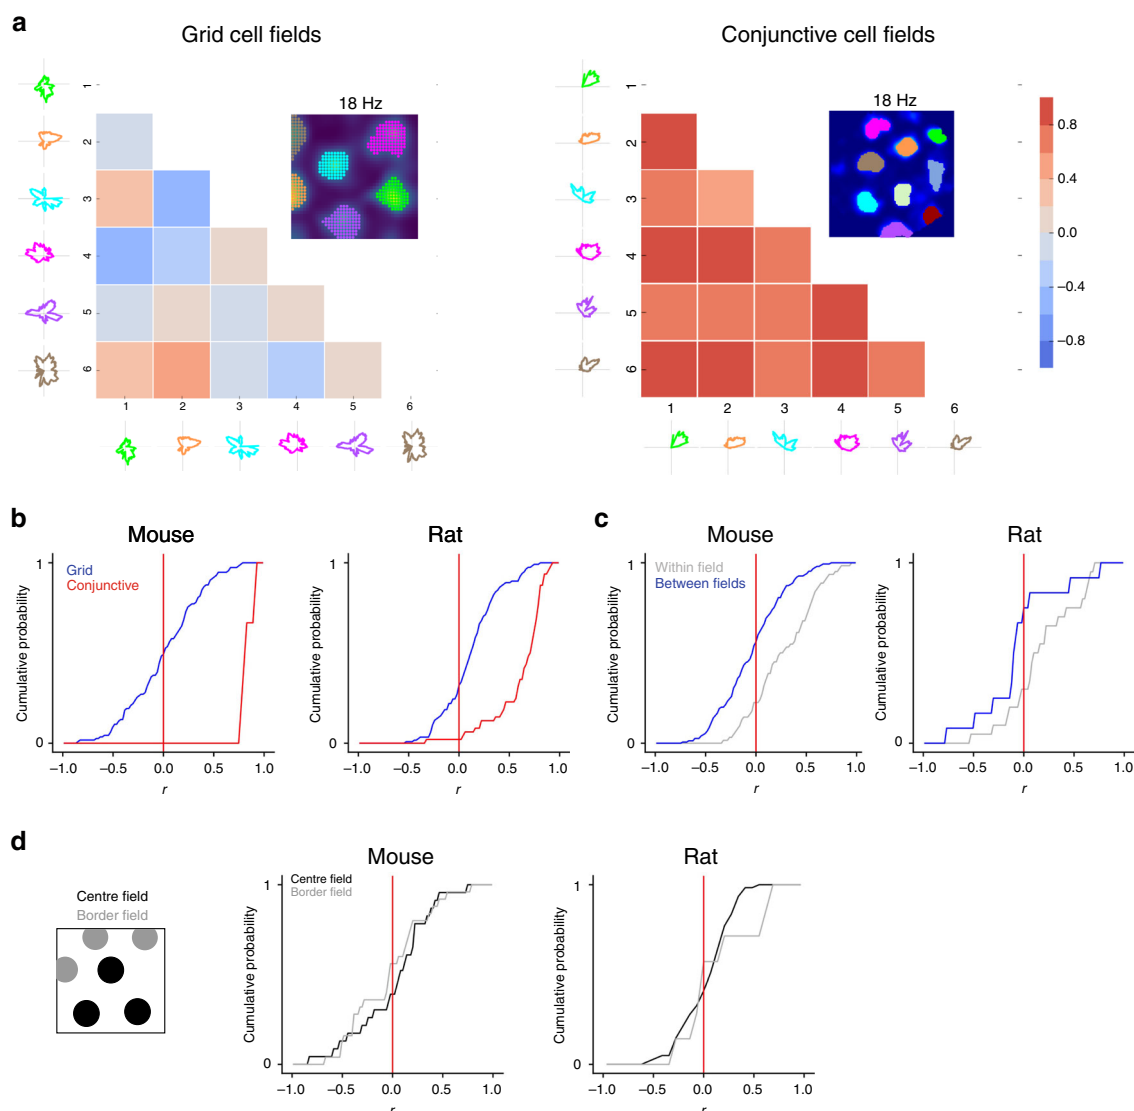 a
Grid cell fields
Conjunctive cell fields
18 Hz
18 Hz
1
2
3
4
5
6
1 2 3 4 5 6
1
2
3
4
5
6
1 2 3 4 5 6
0.8
0.4
0.0
−0.4
−0.8
b
Mouse
Grid
Conjunctive
Cumulative probability
1
0
−1.0 −0.5 0.0 0.5 1.0
r
Rat
Cumulative probability
1
0
−1.0 −0.5 0.0 0.5 1.0
r
c
Mouse
Within field
Between fields
Cumulative probability
1
0
−1.0 −0.5 0.0 0.5 1.0
r
Rat
Cumulative probability
1
0
−1.0 −0.5 0.0 0.5 1.0
r
d
Centre field
Border field
Mouse
Centre field
Border field
Cumulative probability
1
0
−1.0 −0.5 0.0 0.5 1.0
r
Rat
Cumulative probability
1
0
−1.0 −0.5 0.0 0.5 1.0
r